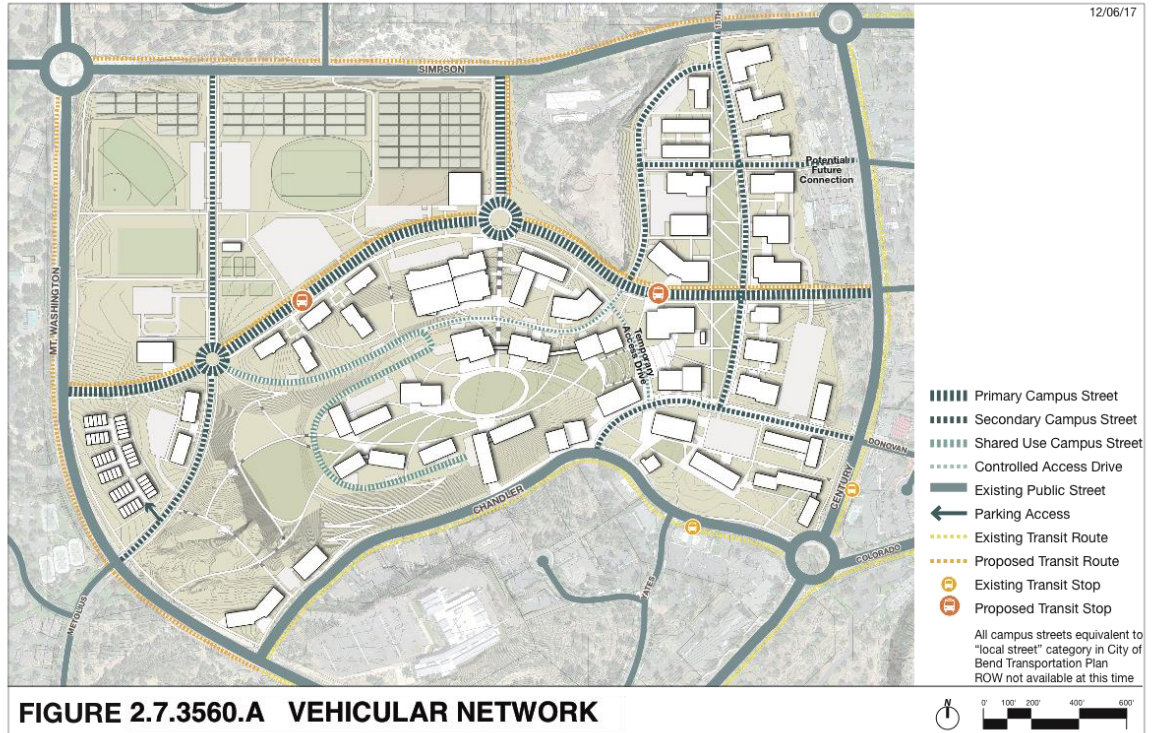 12/06/17
15TH
SIMPSON
Potential
Future
Connection
MT. WASHINGTON
Temporary
Access Drive
DONOVAN
CENTURY
CHANDLER
COLORADO
YATES
METOLIUS
Primary Campus Street
Secondary Campus Street
Shared Use Campus Street
Controlled Access Drive
Existing Public Street
Parking Access
Existing Transit Route
Proposed Transit Route
Existing Transit Stop
Proposed Transit Stop
All campus streets equivalent to
“local street” category in City of
Bend Transportation Plan
ROW not available at this time
FIGURE 2.7.3560.A VEHICULAR NETWORK
N
0' 100' 200' 400' 600'